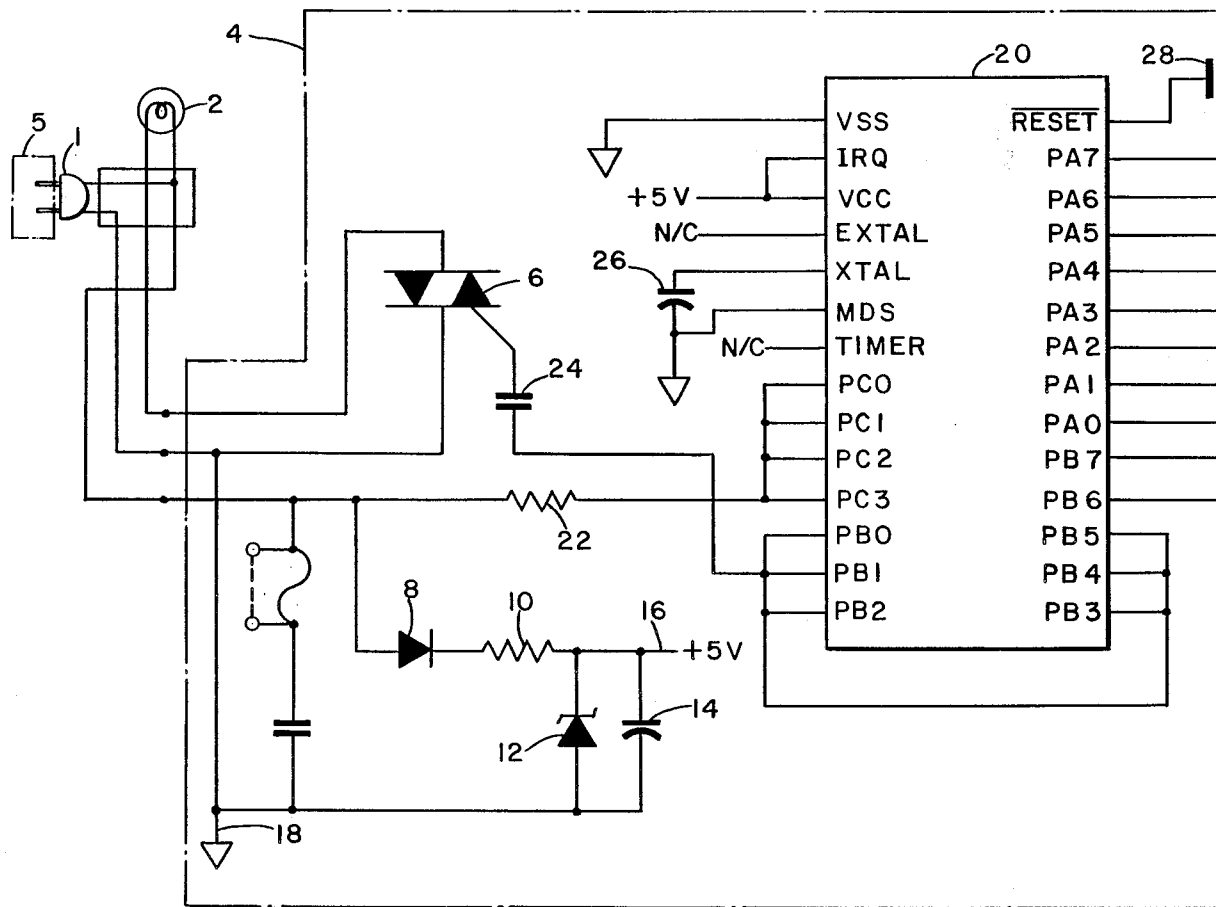 4
20
28
2
5
1
VSS
RESET
IRQ
PA7
+5V
VCC
PA6
N/C
EXTAL
PA5
26
XTAL
PA4
6
MDS
PA3
N/C
TIMER
PA2
24
PC0
PA1
PC1
PA0
PC2
PB7
PC3
PB6
22
PB0
PB5
PB1
PB4
8
10
PB2
PB3
16
+5V
14
12
18